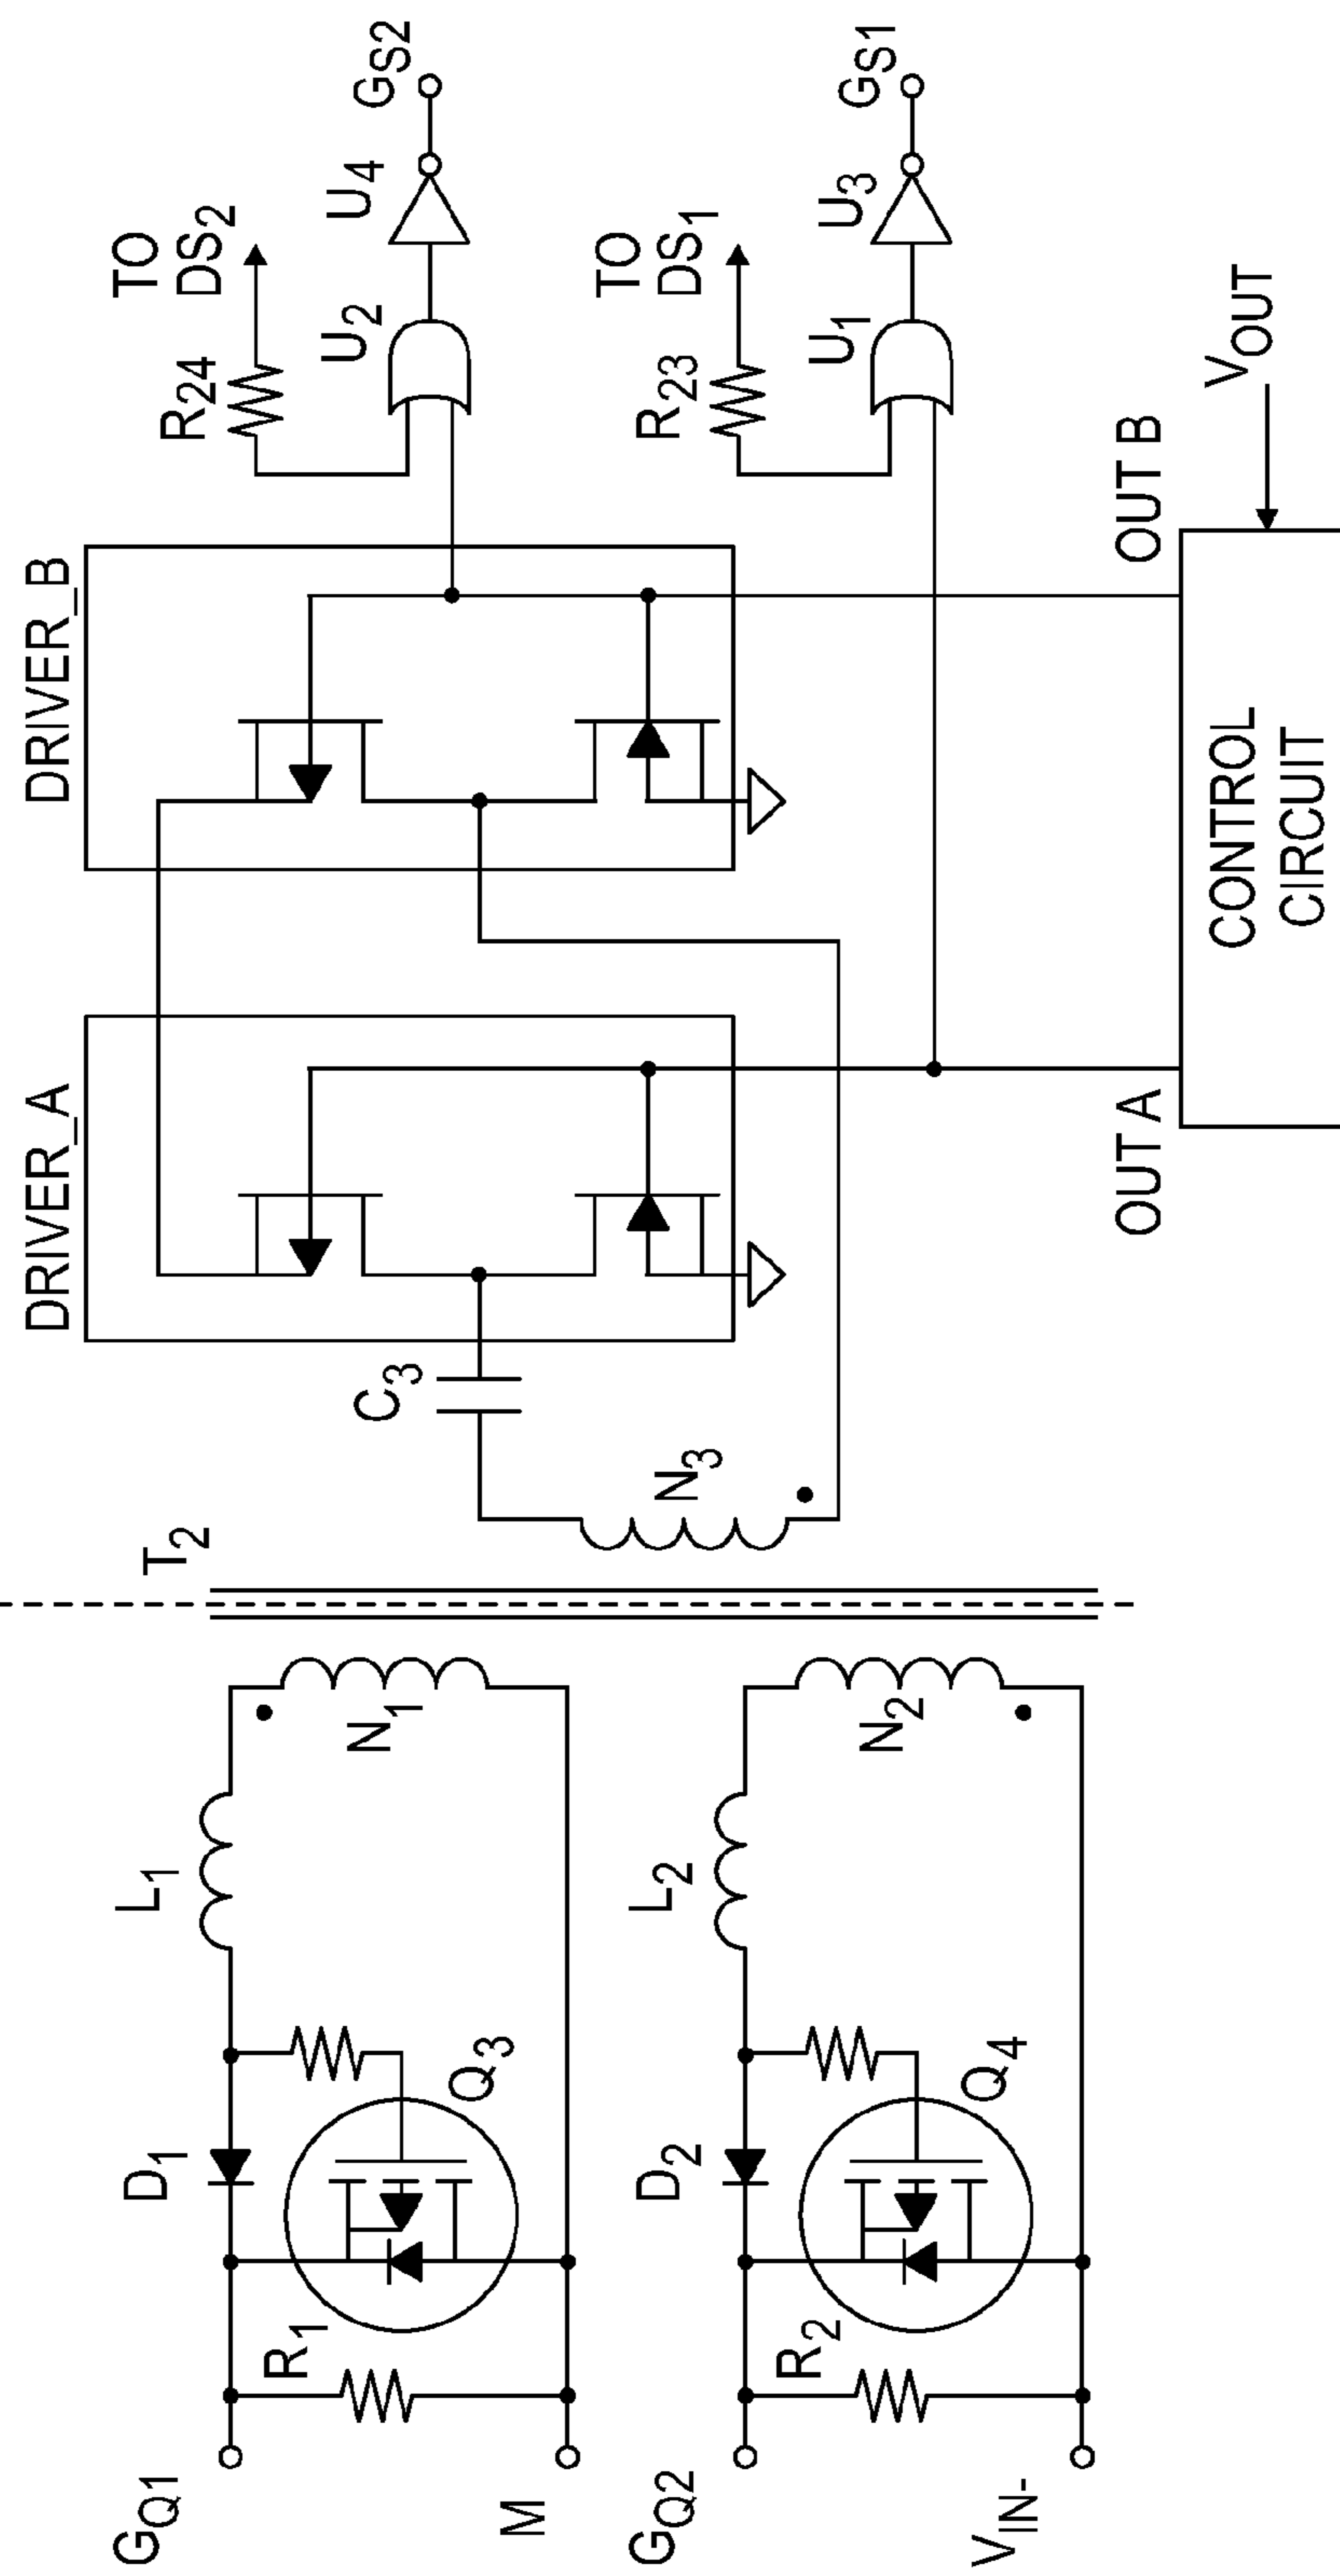 DRIVER_A
DRIVER_B
T2
C3
N3
N1
N2
L1
L2
D1
D2
Q3
Q4
R1
R2
GQ1
M
GQ2
VIN-
R24
TO
DS2
U2
U4
GS2
R23
TO
DS1
U1
U3
GS1
OUT A
OUT B
VOUT
CONTROL
CIRCUIT